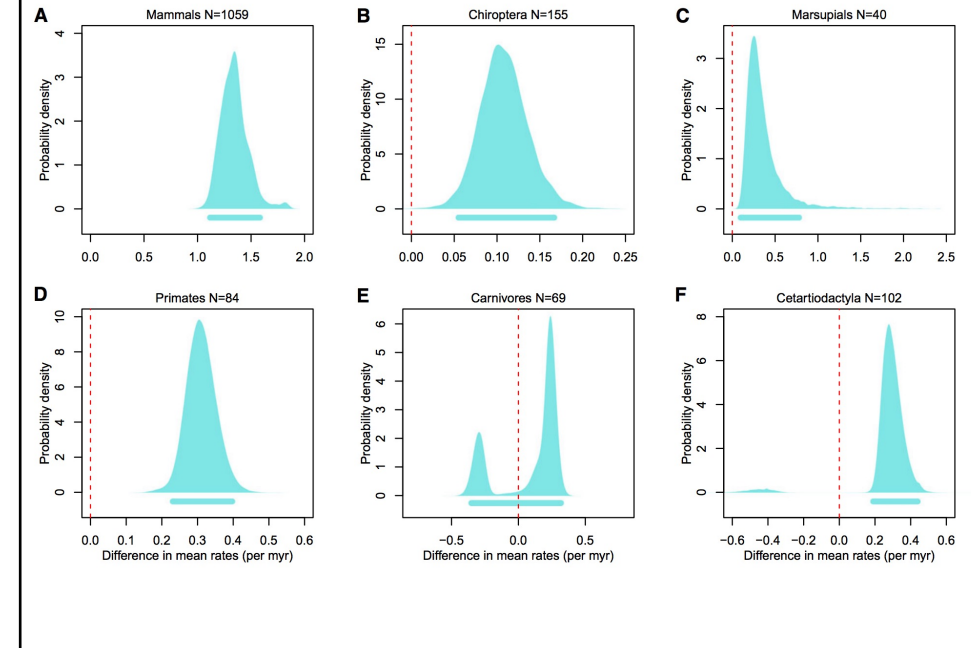 A Mammals N=1059
Probability density
4
3
2
1
0
0.0 0.5 1.0 1.5 2.0
B Chiroptera N=155
Probability density
15
10
5
0
0.00 0.05 0.10 0.15 0.20 0.25
C Marsupials N=40
Probability density
3
2
1
0
0.0 0.5 1.0 1.5 2.0 2.5
D Primates N=84
Probability density
10
8
6
4
2
0
0.0 0.1 0.2 0.3 0.4 0.5 0.6
Difference in mean rates (per myr)
E Carnivores N=69
Probability density
6
5
4
3
2
1
0
−0.5 0.0 0.5
Difference in mean rates (per myr)
F Cetartiodactyla N=102
Probability density
8
6
4
2
0
−0.6 −0.4 −0.2 0.0 0.2 0.4 0.6
Difference in mean rates (per myr)